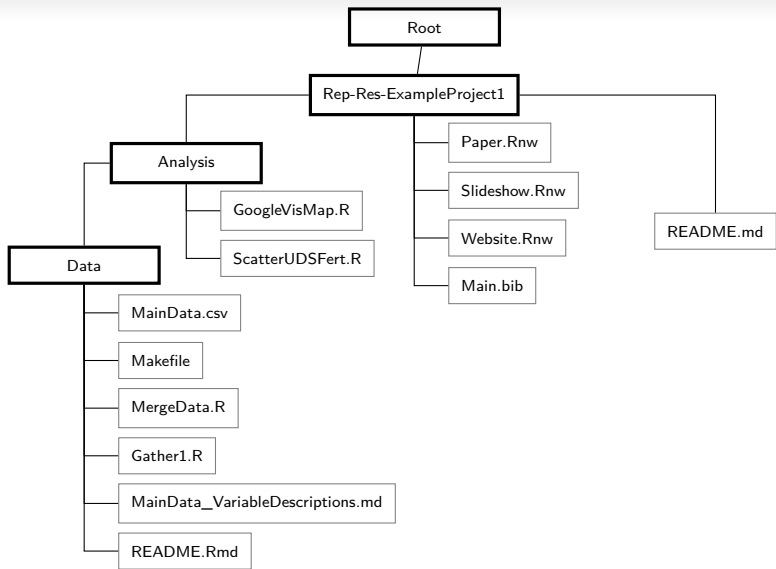 Root
Rep-Res-ExampleProject1
Paper.Rnw
Analysis
Slideshow.Rnw
GoogleVisMap.R
Website.Rnw
README.md
ScatterUDSFert.R
Data
Main.bib
MainData.csv
Makefile
MergeData.R
Gather1.R
MainData_VariableDescriptions.md
README.Rmd